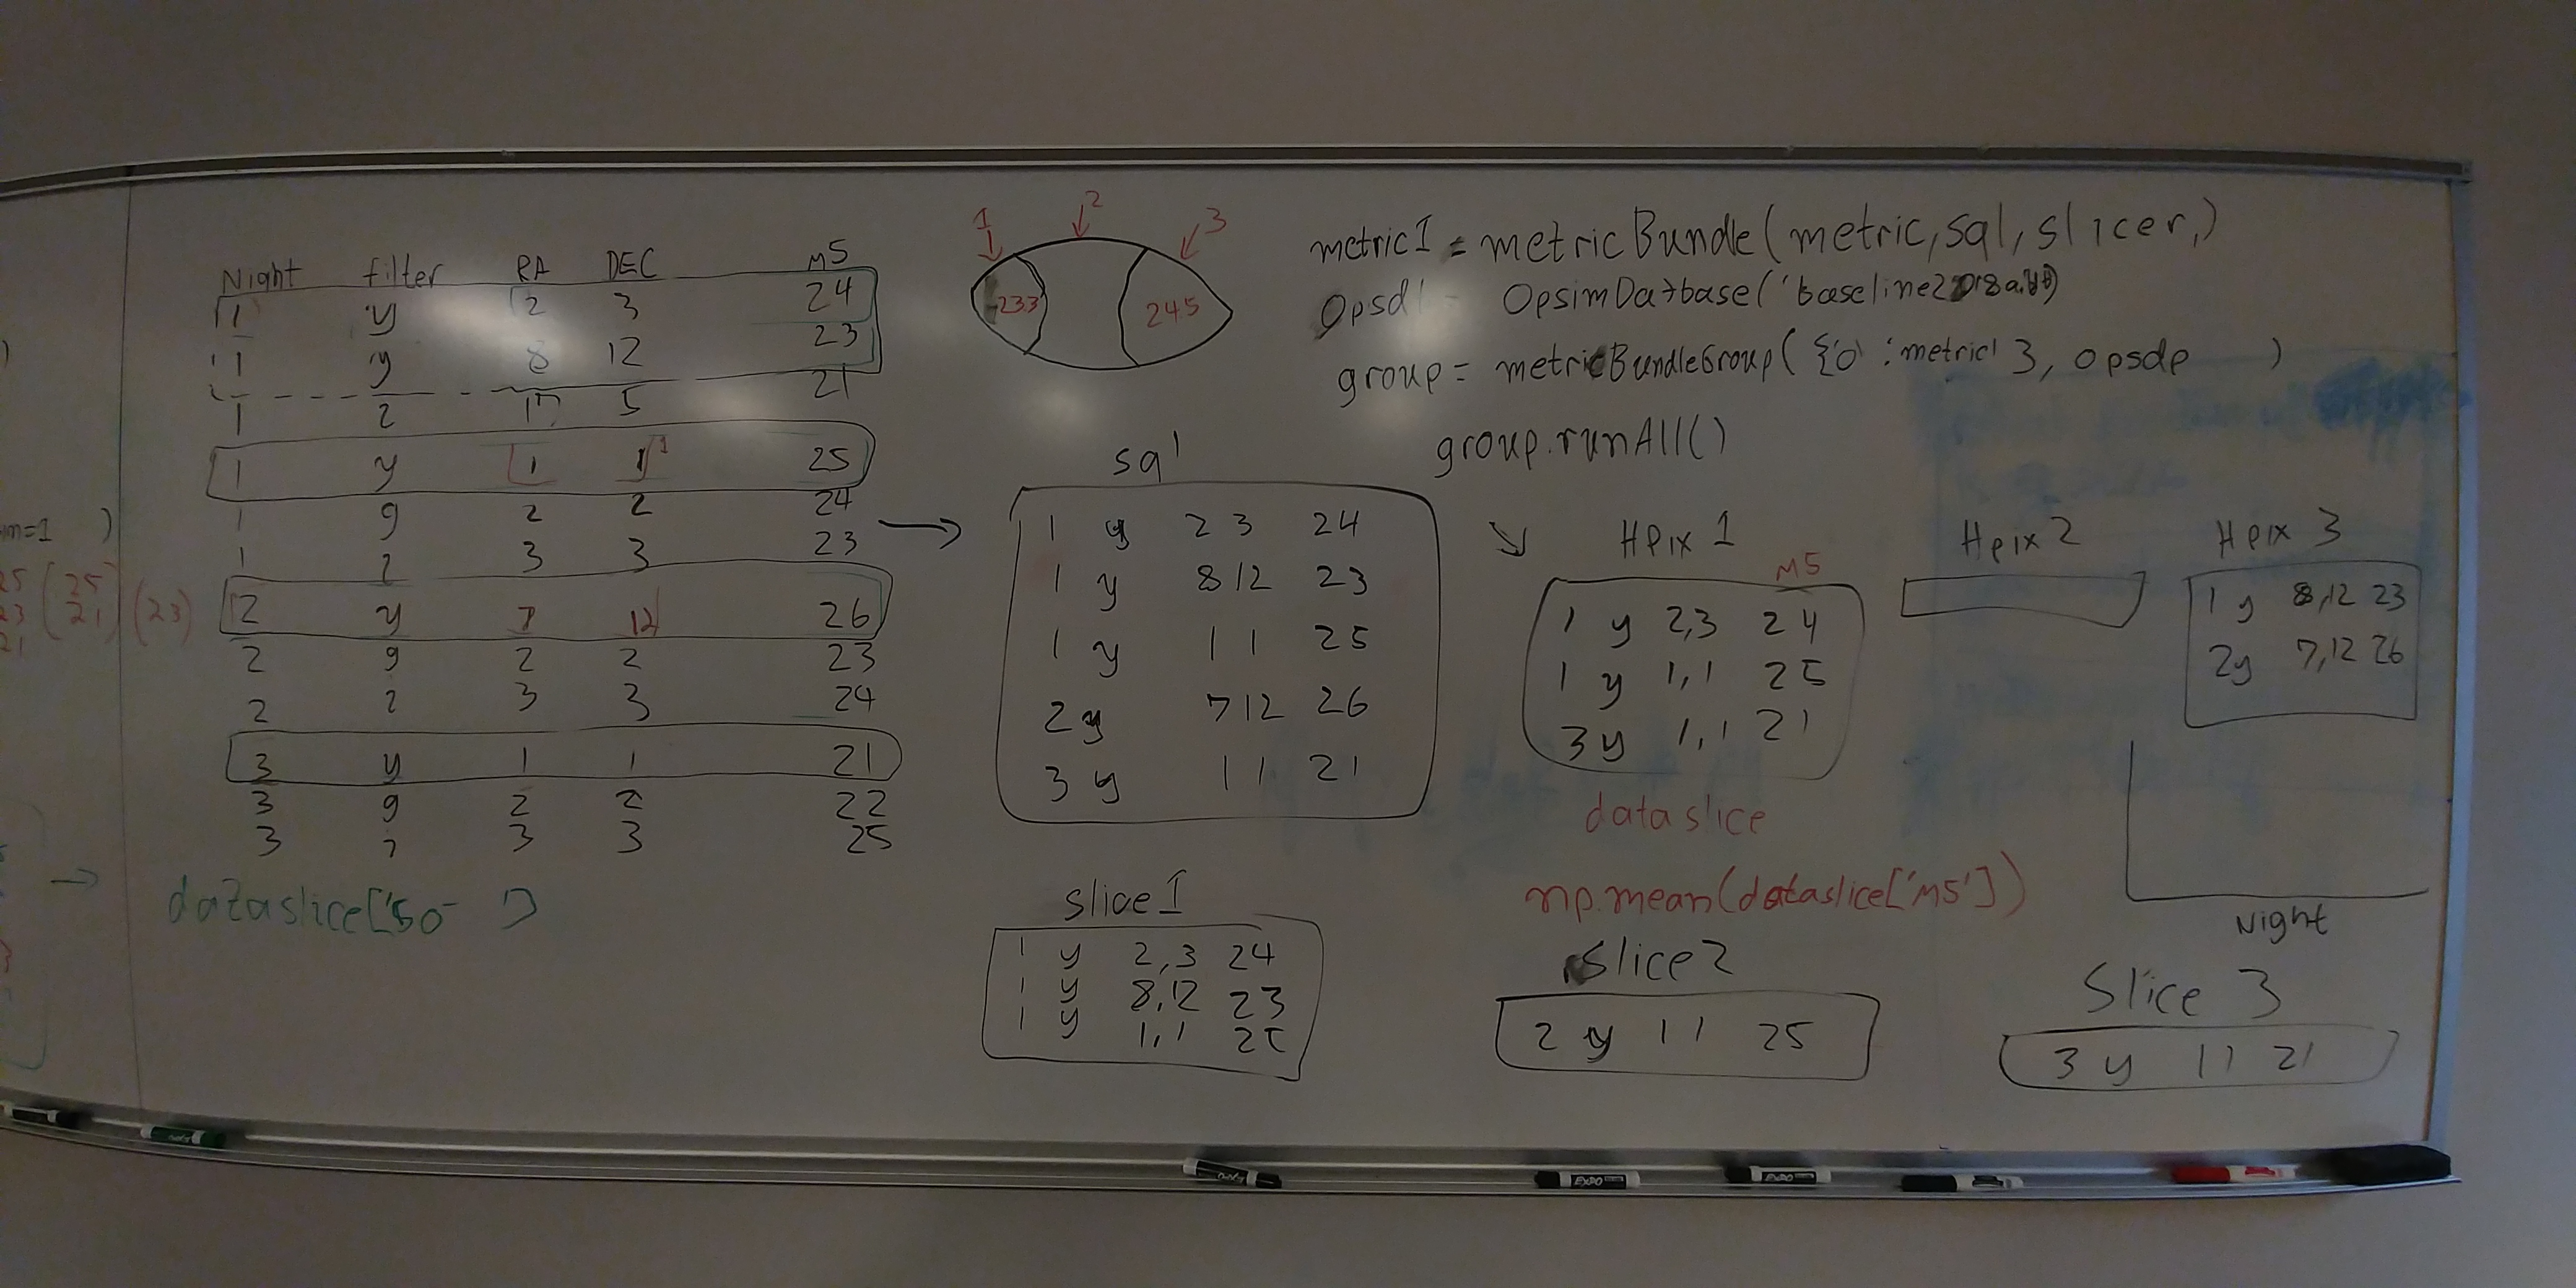 Night filter RA DEC M5
1 y 2 3 24
1 y 8 12 23
1 z 17 5 21
1 y 1 1 25
1 g 2 2 24
1 z 3 3 23
2 y 7 12 26
2 g 2 2 23
2 z 3 3 24
3 y 1 1 21
3 g 2 2 22
3 3 3 25
dataslice['50
1 2 3
23.3 24.5
metric1 = metricBundle(metric,sql,slicer,)
= OpsimDatbase('baseline2018a.
group = metricBundleGroup({'0' : metric1 }, opsdb )
group.runAll()
sql
1 y 2 3 24
1 y 8 12 23
1 y 1 1 25
2 y 7 12 26
3 y 1 1 21
Hpix 1
M5
1 y 2,3 24
1 y 1,1 25
3 y 1,1 21
dataslice
np.mean(dataslice['M5'])
Hpix 2
Hpix 3
1 y 8,12 23
2y 7,12 26
Night
slice 1
1 y 2,3 24
1 y 8,12 23
1 y 1,1 25
Slice 2
2 y 1 1 25
Slice 3
3 y 1 1 21
=1 )
25 (25
23 21) (23)
21
EXPO
EXPO